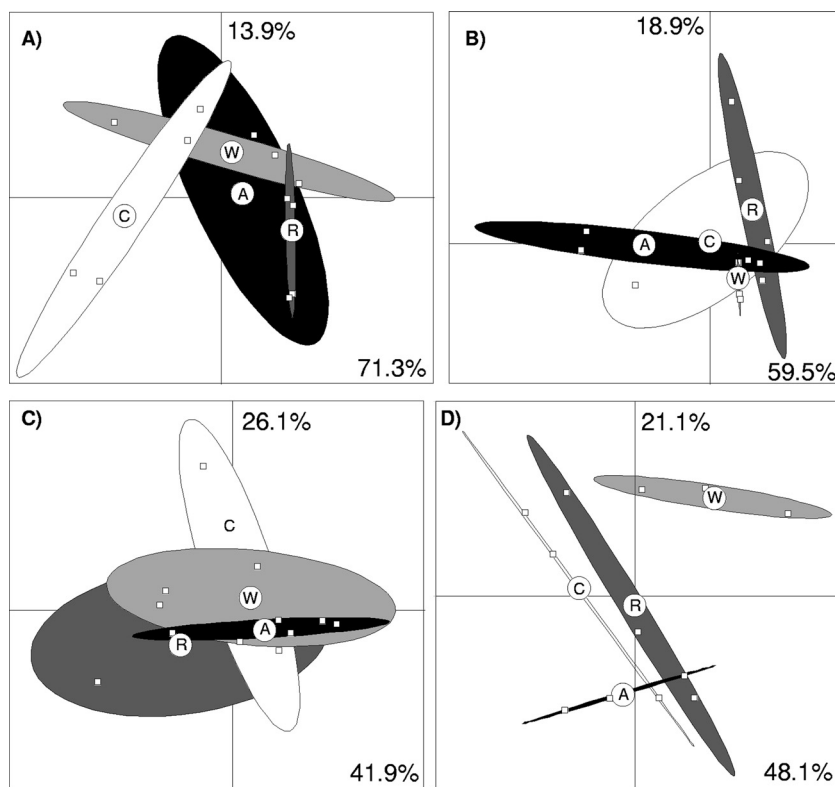 A)
13.9%
W
A
C
R
71.3%
B)
18.9%
R
A
C
W
59.5%
C)
26.1%
C
W
A
R
41.9%
D)
21.1%
W
C
R
A
48.1%